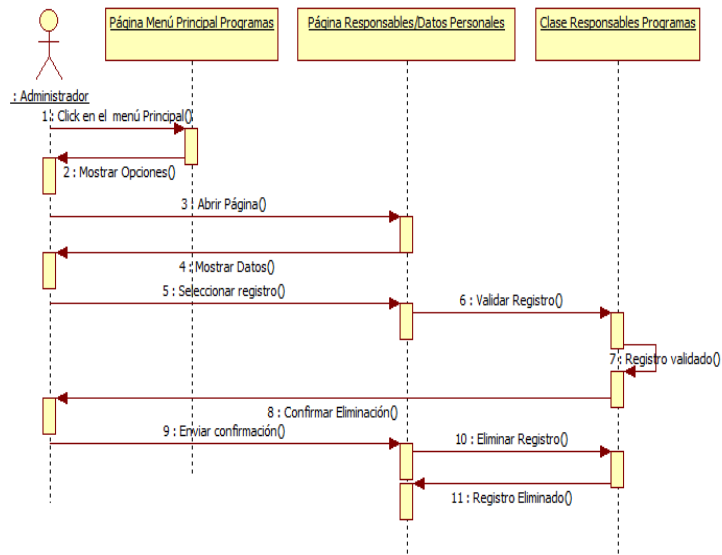 Página Menú Principal Programas
Página Responsables/Datos Personales
Clase Responsables Programas
: Administrador
1 : Click en el menú Principal()
2 : Mostrar Opciones()
3 : Abrir Página()
4 : Mostrar Datos()
5 : Seleccionar registro()
6 : Validar Registro()
7 : Registro validado()
8 : Confirmar Eliminación()
9 : Enviar confirmación()
10 : Eliminar Registro()
11 : Registro Eliminado()